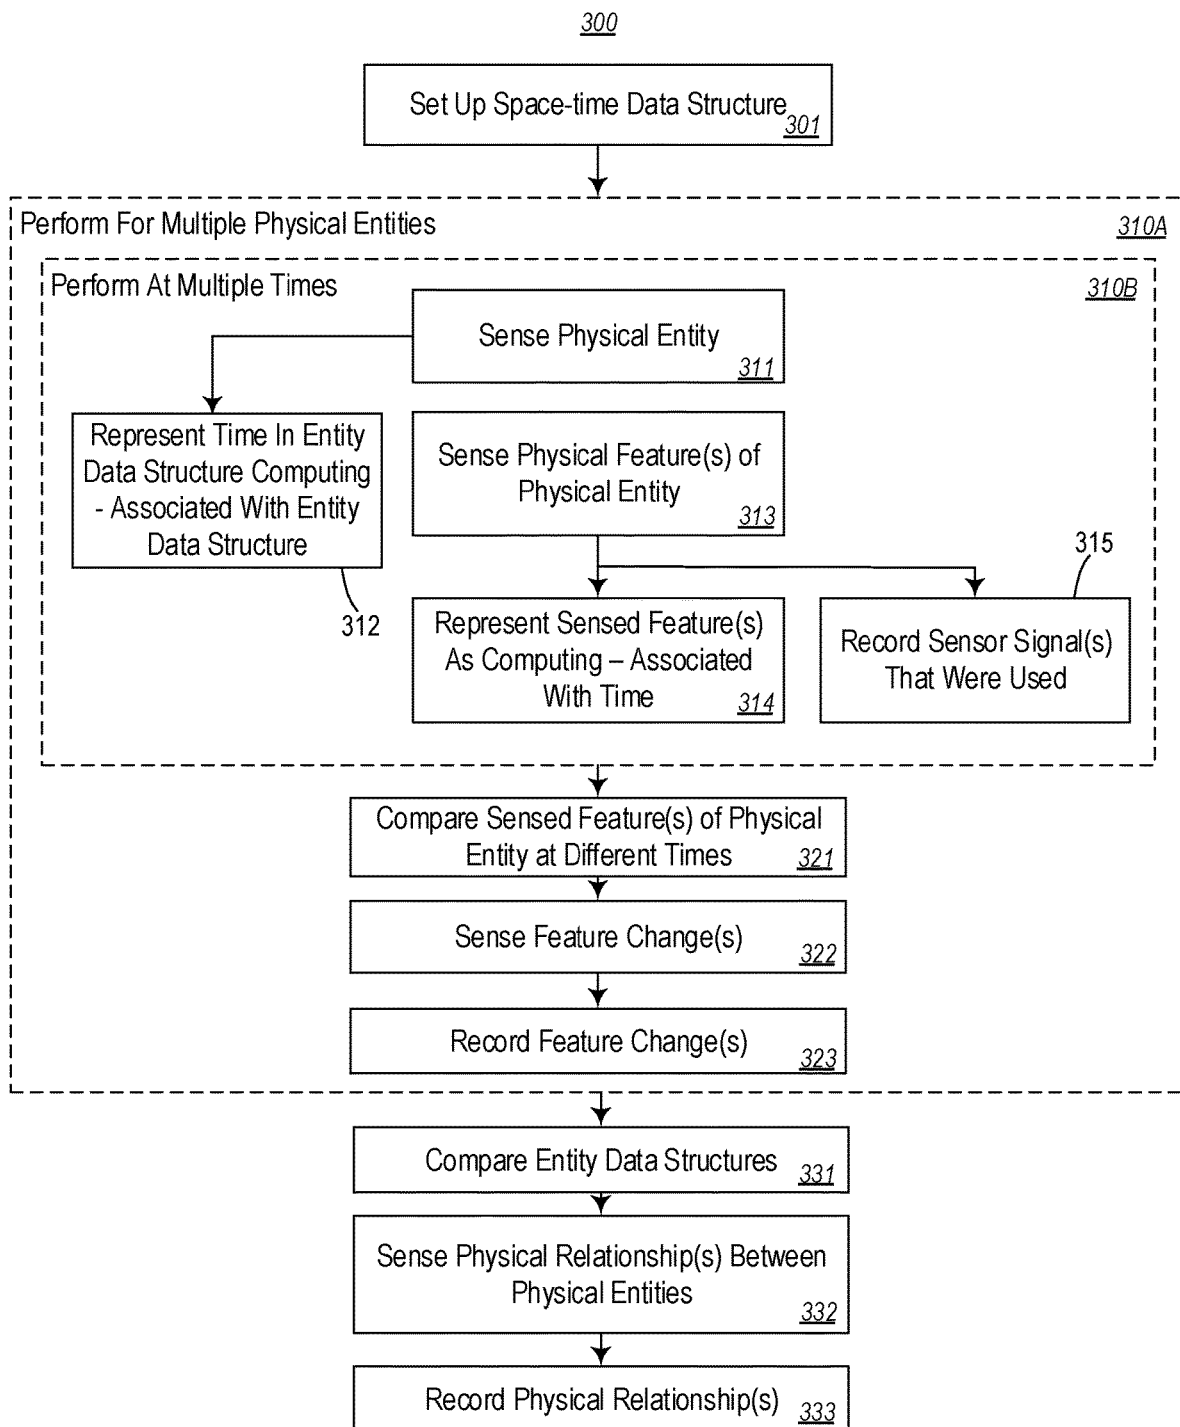 300
Set Up Space-time Data Structure
301
Perform For Multiple Physical Entities
310A
Perform At Multiple Times
310B
Sense Physical Entity
311
Represent Time In Entity
Data Structure Computing
- Associated With Entity
Data Structure
312
Sense Physical Feature(s) of
Physical Entity
313
315
Represent Sensed Feature(s)
As Computing – Associated
With Time
314
Record Sensor Signal(s)
That Were Used
Compare Sensed Feature(s) of Physical
Entity at Different Times
321
Sense Feature Change(s)
322
Record Feature Change(s)
323
Compare Entity Data Structures
331
Sense Physical Relationship(s) Between
Physical Entities
332
Record Physical Relationship(s)
333